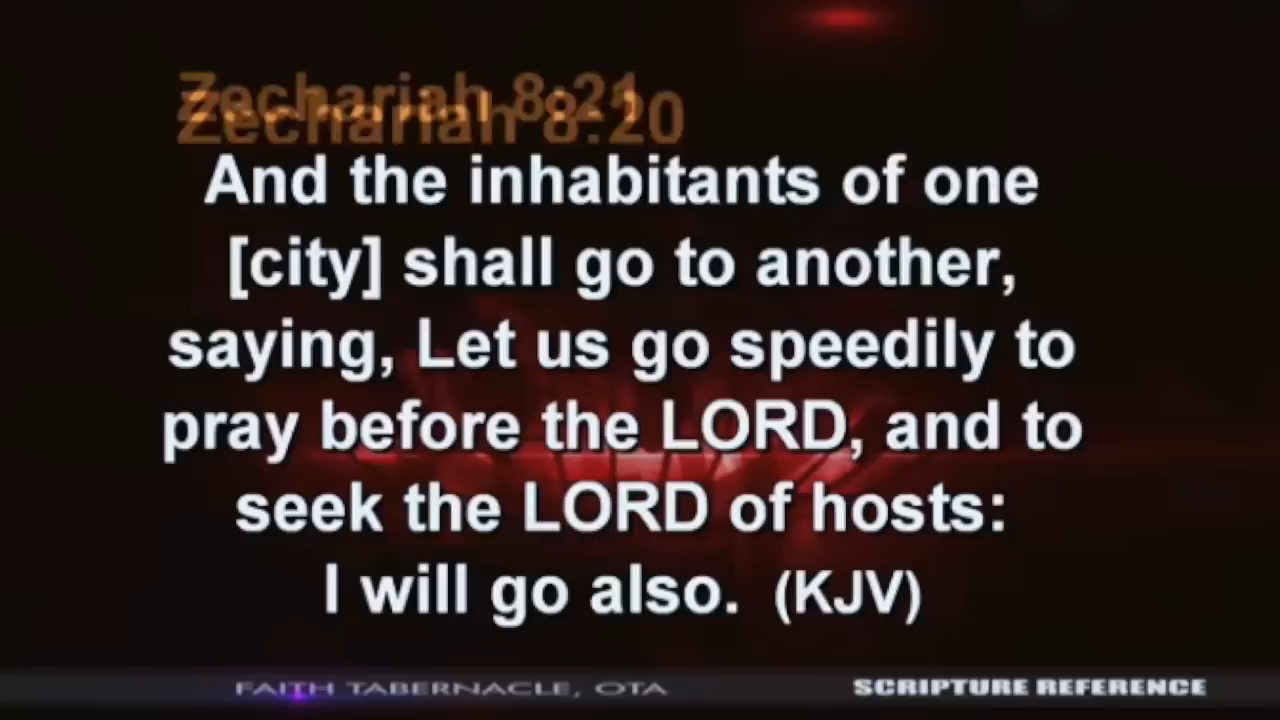 Zechariah 8:21
Zechariah 8:20
And the inhabitants of one
[city] shall go to another,
saying, Let us go speedily to
pray before the LORD, and to
seek the LORD of hosts:
I will go also. (KJV)
FAITH TABERNACLE, OTA
SCRIPTURE REFERENCE